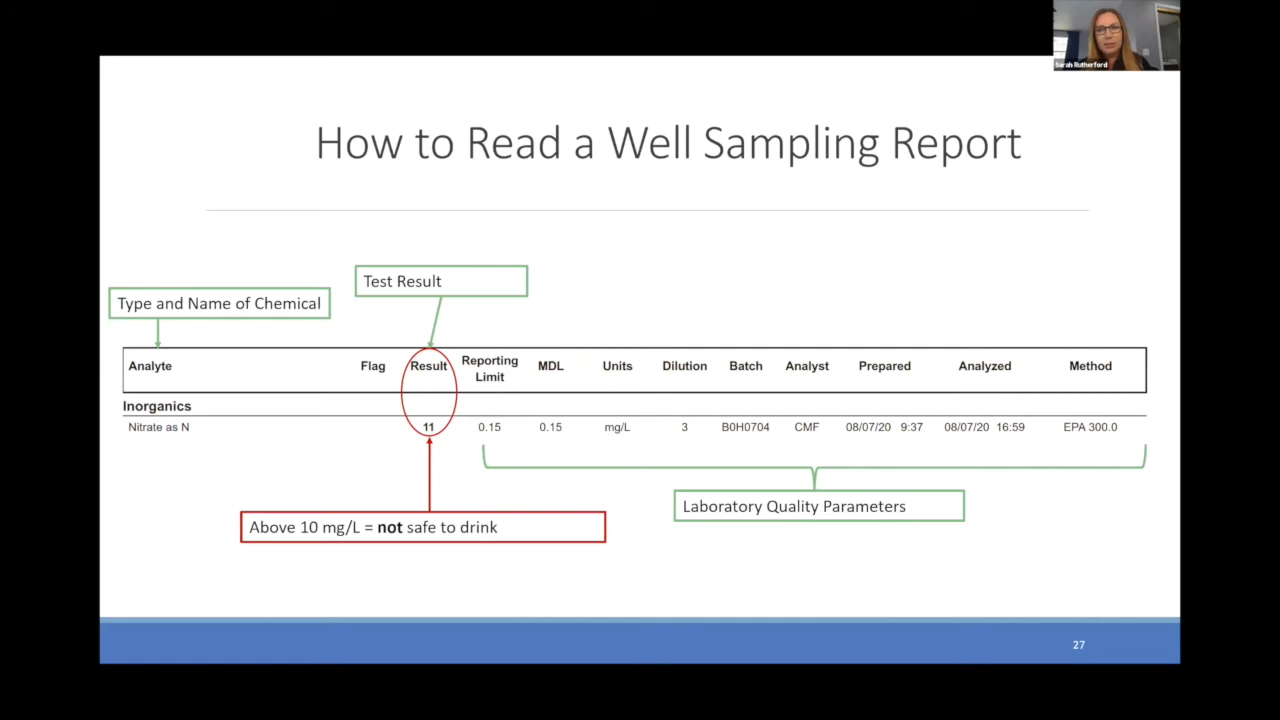 Sarah Rutherford
How to Read a Well Sampling Report
Test Result
Type and Name of Chemical
Analyte Flag Result Reporting Limit MDL Units Dilution Batch Analyst Prepared Analyzed Method
Inorganics
Nitrate as N 11 0.15 0.15 mg/L 3 B0H0704 CMF 08/07/20 9:37 08/07/20 16:59 EPA 300.0
Laboratory Quality Parameters
Above 10 mg/L = not safe to drink
27